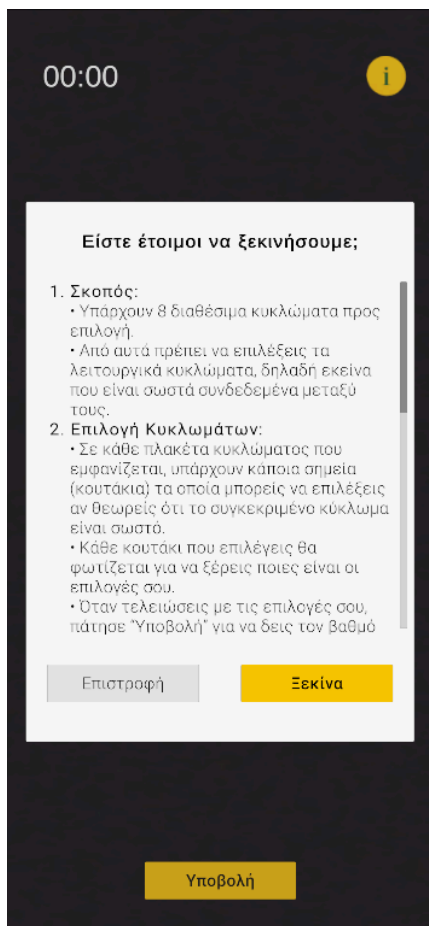 00:00
i
Είστε έτοιμοι να ξεκινήσουμε;
1. Σκοπός:
• Υπάρχουν 8 διαθέσιμα κυκλώματα προς
επιλογή.
• Από αυτά πρέπει να επιλέξεις τα
λειτουργικά κυκλώματα, δηλαδή εκείνα
που είναι σωστά συνδεδεμένα μεταξύ
τους.
2. Επιλογή Κυκλωμάτων:
• Σε κάθε πλακέτα κυκλώματος που
εμφανίζεται, υπάρχουν κάποια σημεία
(κουτάκια) τα οποία μπορείς να επιλέξεις
αν θεωρείς ότι το συγκεκριμένο κύκλωμα
είναι σωστό.
• Κάθε κουτάκι που επιλέγεις θα
φωτίζεται για να ξέρεις ποιες είναι οι
επιλογές σου.
• Όταν τελειώσεις με τις επιλογές σου,
πάτησε “Υποβολή” για να δεις τον βαθμό
Επιστροφή
Ξεκίνα
Υποβολή